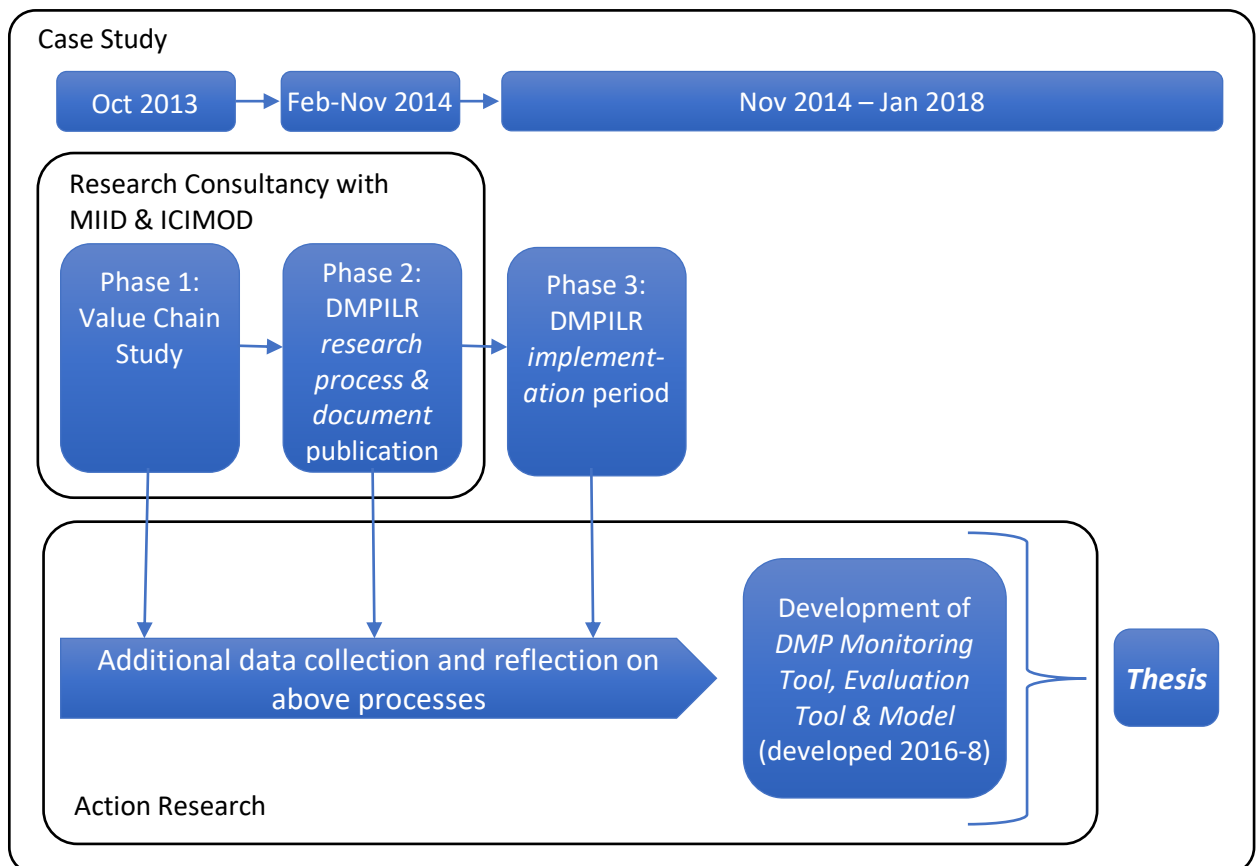 Case Study
Oct 2013
Feb-Nov 2014
Nov 2014 – Jan 2018
Research Consultancy with
MIID & ICIMOD
Phase 1:
Value Chain
Study
Phase 2:
DMPILR
research
process &
document
publication
Phase 3:
DMPILR
implement-
ation period
Additional data collection and reflection on
above processes
Development of
DMP Monitoring
Tool, Evaluation
Tool & Model
(developed 2016-8)
Thesis
Action Research